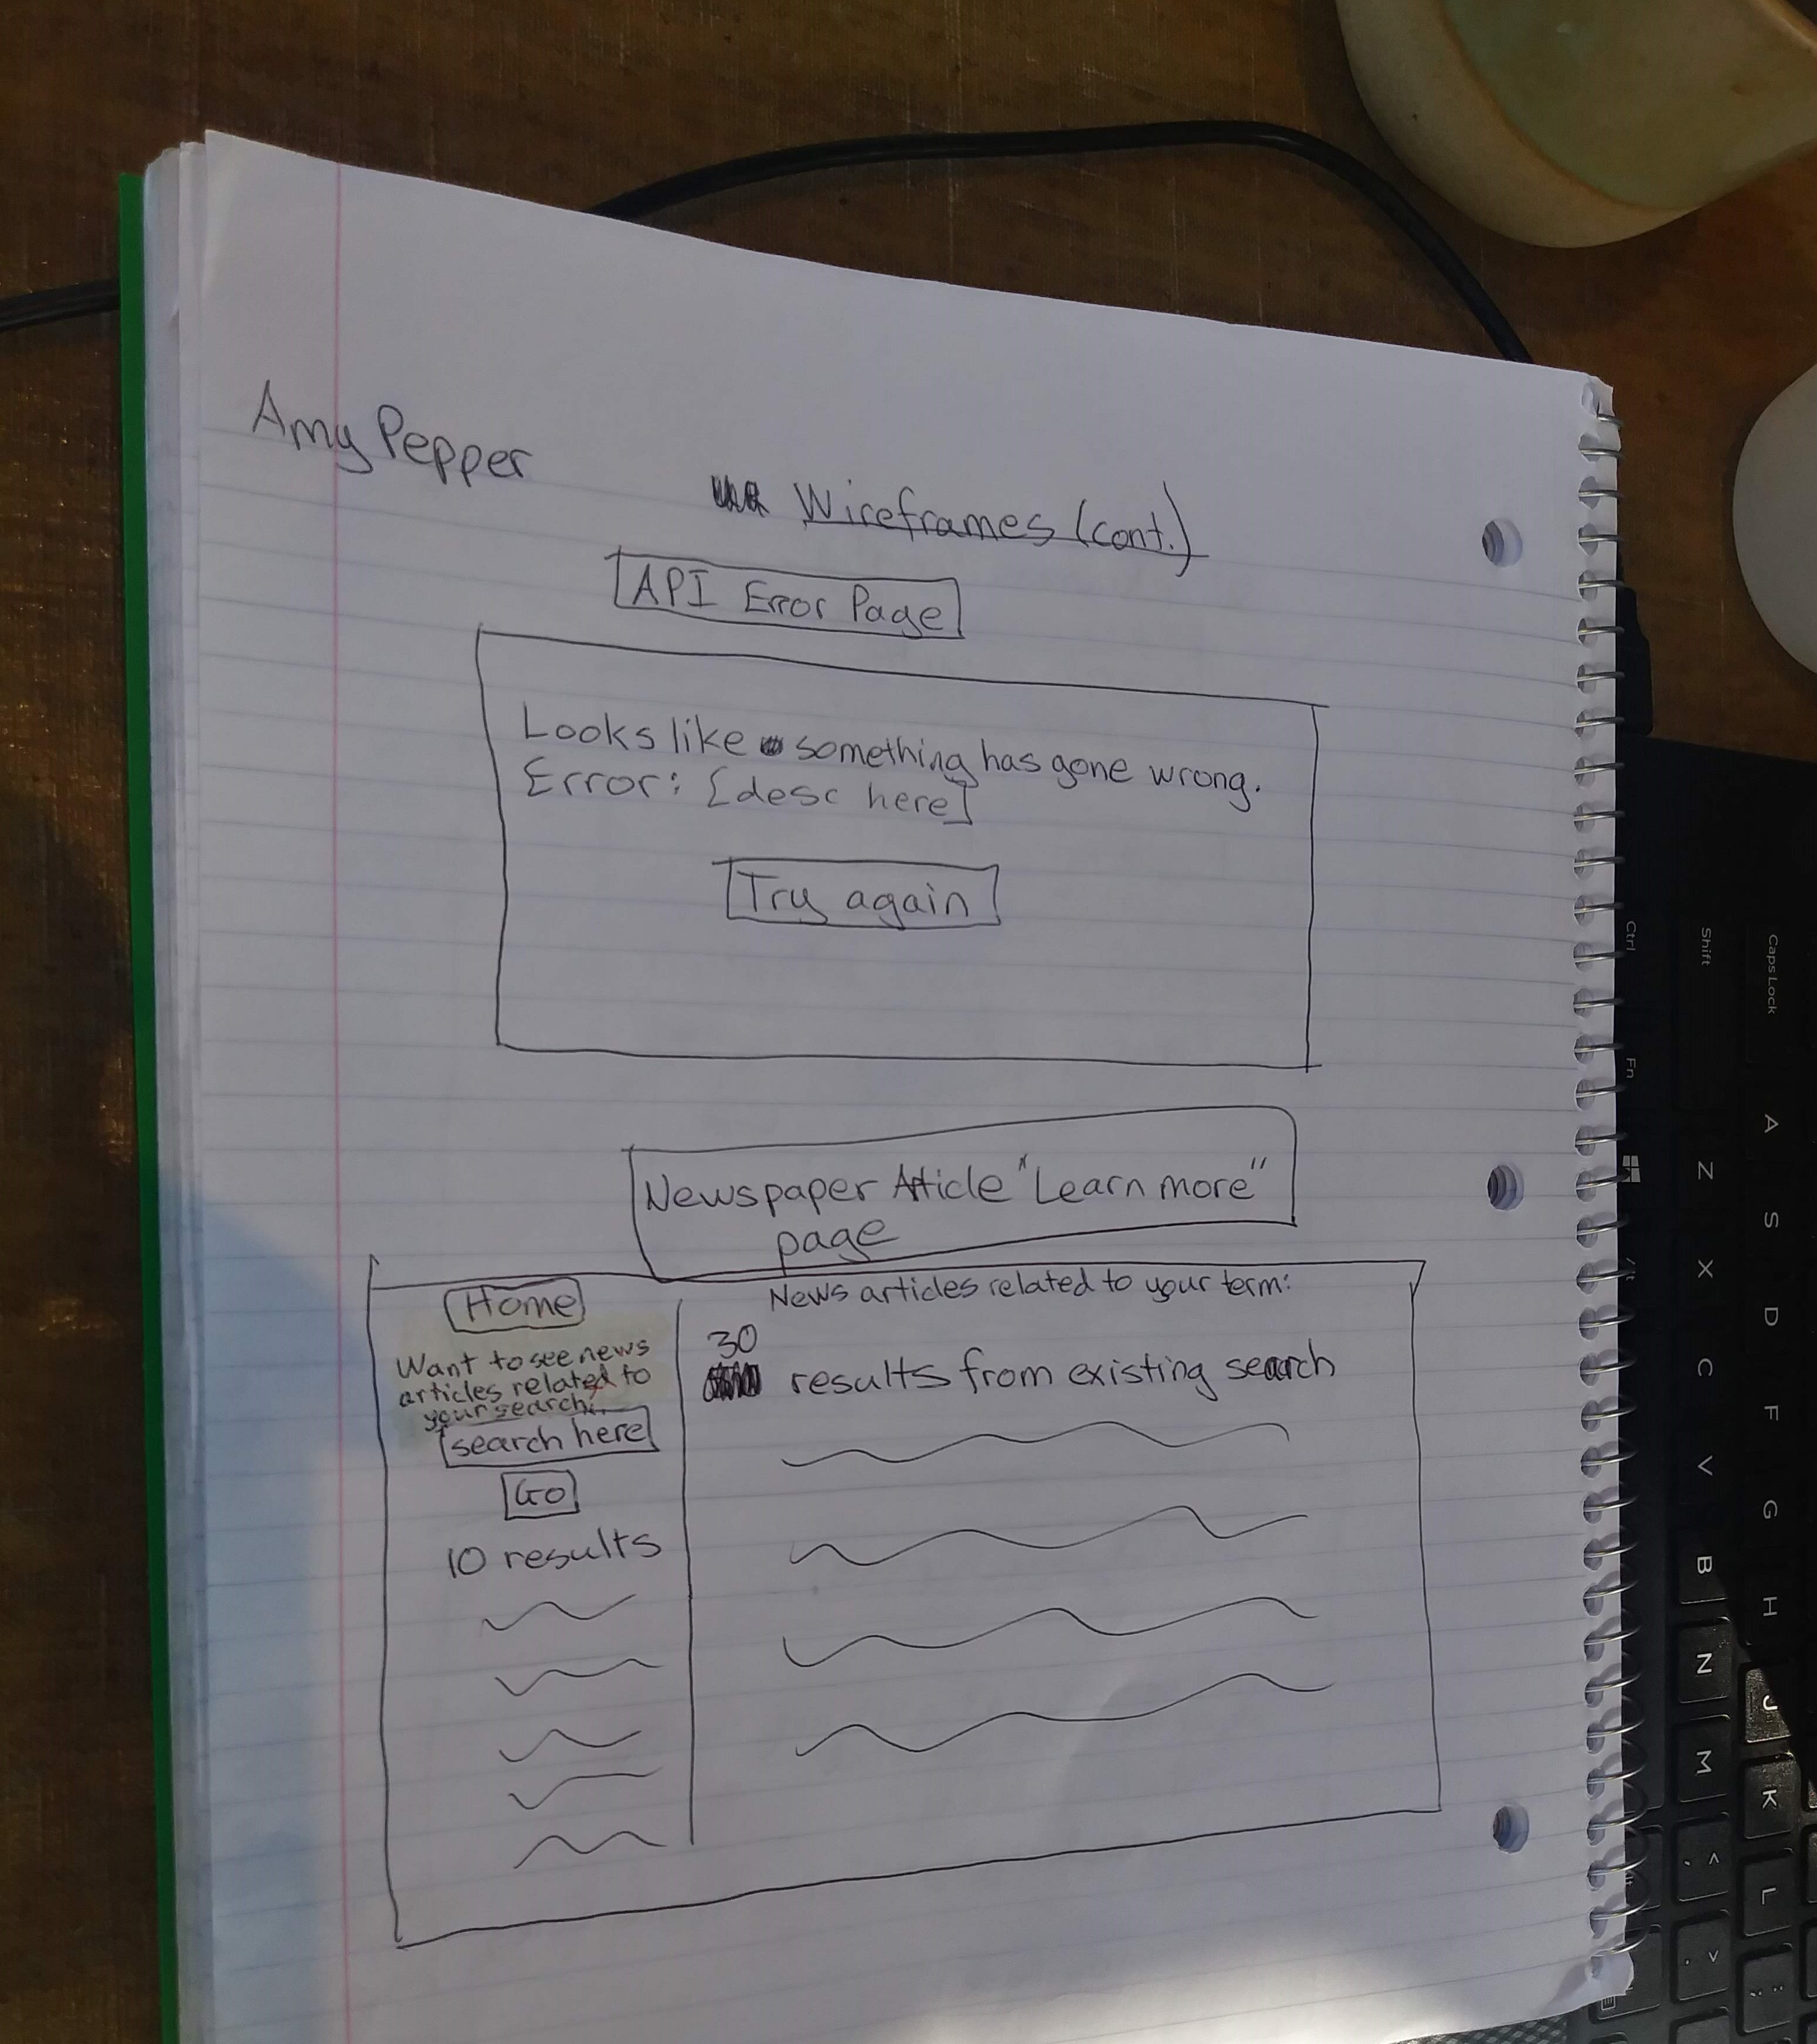 Amy Pepper
Wireframes (cont.)
API Error Page
Looks like something has gone wrong.
Error: [desc here]
Try again
Newspaper Article "Learn more"
page
Home
Want to see news
articles related to
your search:
search here
Go
10 results
News articles related to your term:
30
results from existing search
Caps Lock
Shift
Ctrl
Fn
A
S
D
F
G
H
J
K
L
Z
X
C
V
B
N
M